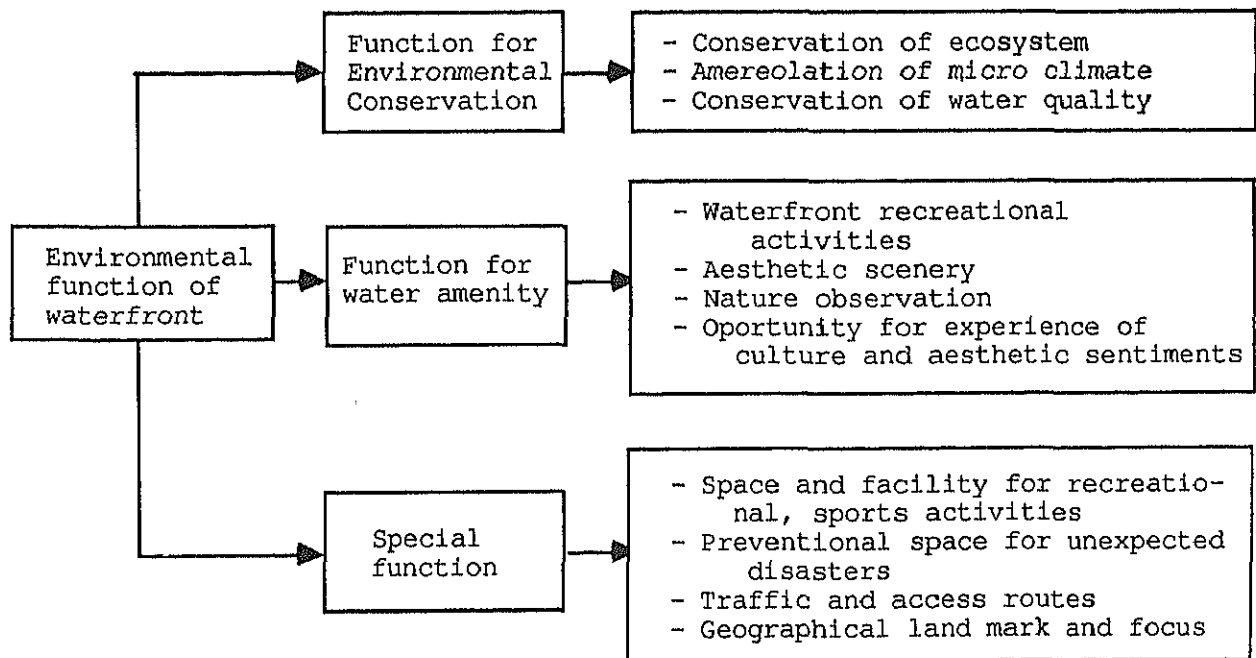 Function for
Environmental
Conservation
- Conservation of ecosystem
- Amereolation of micro climate
- Conservation of water quality
Environmental
function of
waterfront
Function for
water amenity
- Waterfront recreational
activities
- Aesthetic scenery
- Nature observation
- Oportunity for experience of
culture and aesthetic sentiments
Special
function
- Space and facility for recreatio-
nal, sports activities
- Preventional space for unexpected
disasters
- Traffic and access routes
- Geographical land mark and focus